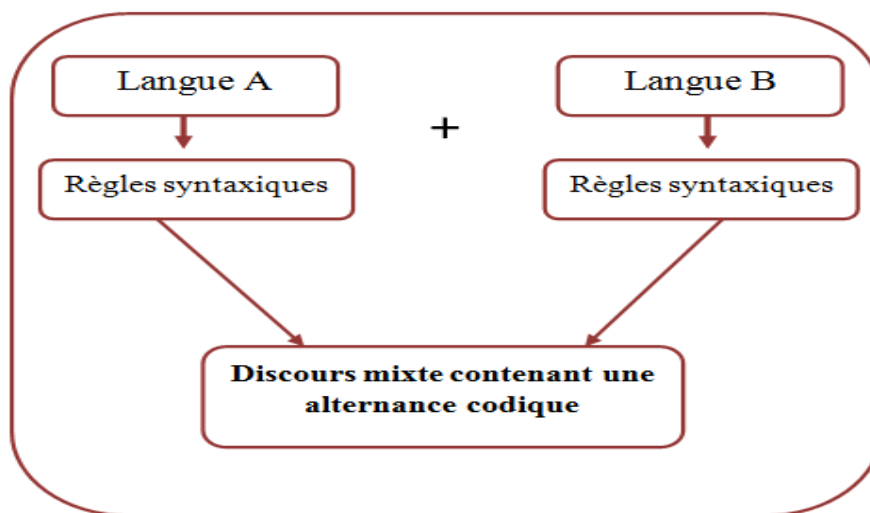 Langue A
Langue B
+
Règles syntaxiques
Règles syntaxiques
Discours mixte contenant une
alternance codique